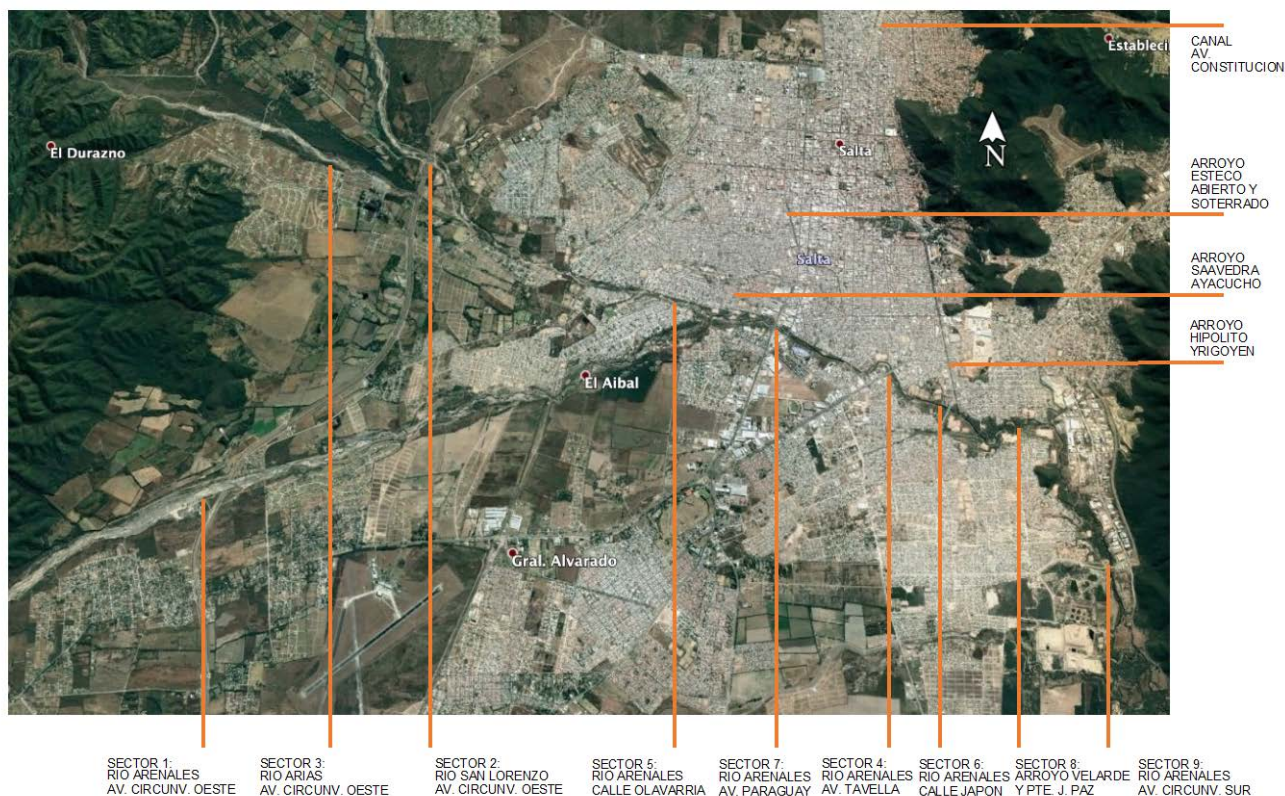 CANAL
AV.
CONSTITUCION
Estableci
El Durazno
Salta
N
ARROYO
ESTECO
ABIERTO Y
SOTERRADO
Salta
ARROYO
SAAVEDRA
AYACUCHO
ARROYO
HIPOLITO
YRIGOYEN
El Aibal
Gral. Alvarado
SECTOR 1:
RIO ARENALES
AV. CIRCUNV. OESTE
SECTOR 3:
RIO ARIAS
AV. CIRCUNV. OESTE
SECTOR 2:
RIO SAN LORENZO
AV. CIRCUNV. OESTE
SECTOR 5:
RIO ARENALES
CALLE OLAVARRIA
SECTOR 7:
RIO ARENALES
AV. PARAGUAY
SECTOR 4:
RIO ARENALES
AV. TAVELLA
SECTOR 6:
RIO ARENALES
CALLE JAPON
SECTOR 8:
ARROYO VELARDE
Y PTE. J. PAZ
SECTOR 9:
RIO ARENALES
AV. CIRCUNV. SUR